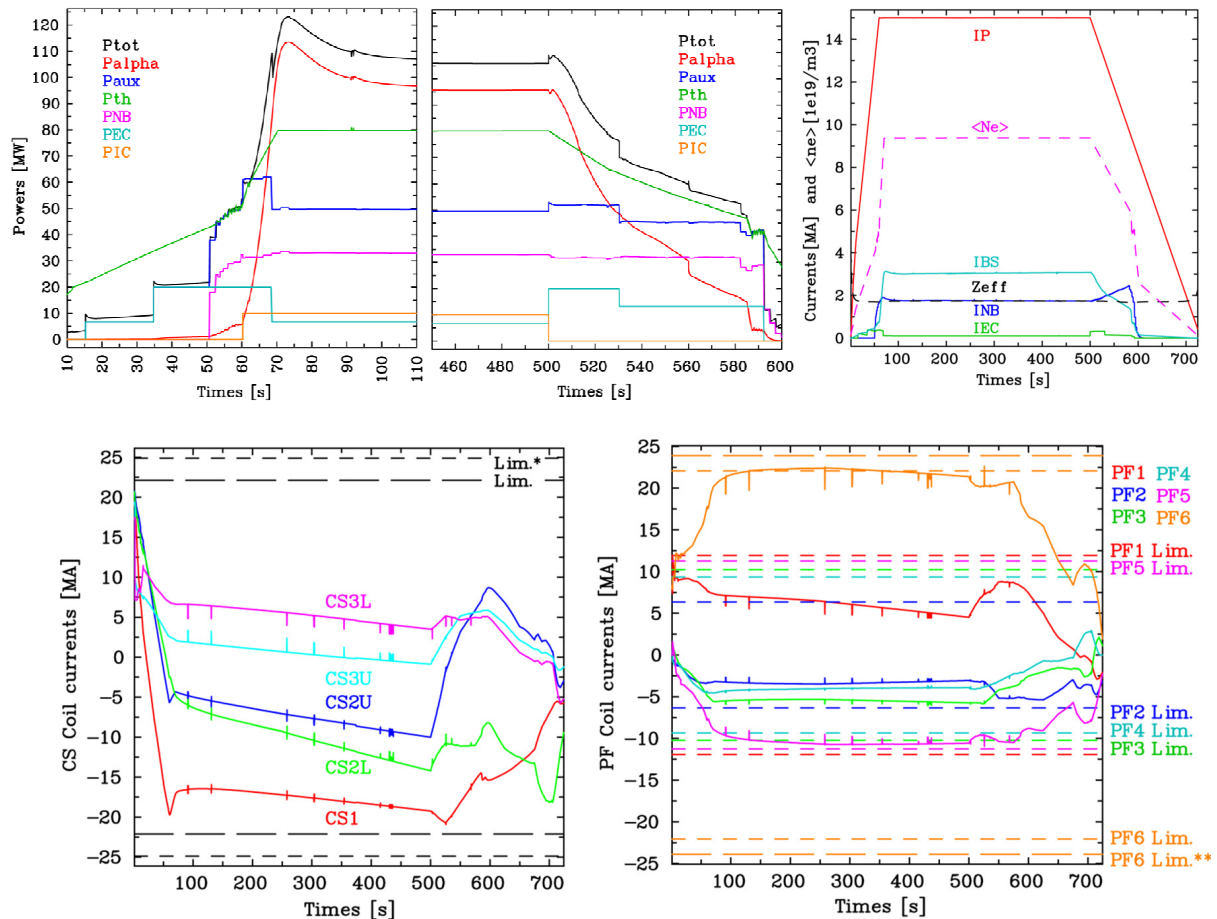 Powers [MW]
120
110
100
90
80
70
60
50
40
30
20
10
0
Ptot
Palpha
Paux
Pth
PNB
PEC
PIC
10
20
30
40
50
60
70
80
90
100
110
Times [s]
Ptot
Palpha
Paux
Pth
PNB
PEC
PIC
460
480
500
520
540
560
580
600
Times [s]
Currents[MA] and <ne>[1e19/m3]
14
12
10
8
6
4
2
0
IP
<Ne>
IBS
Zeff
INB
IEC
100
200
300
400
500
600
700
Times [s]
CS Coil currents [MA]
25
20
15
10
5
0
−5
−10
−15
−20
−25
Lim.*
Lim.
CS3L
CS3U
CS2U
CS2L
CS1
100
200
300
400
500
600
700
Times [s]
PF Coil currents [MA]
25
20
15
10
5
0
−5
−10
−15
−20
−25
PF1 PF4
PF2 PF5
PF3 PF6
PF1 Lim.
PF5 Lim.
PF2 Lim.
PF4 Lim.
PF3 Lim.
PF6 Lim.
PF6 Lim.**
100
200
300
400
500
600
700
Times [s]